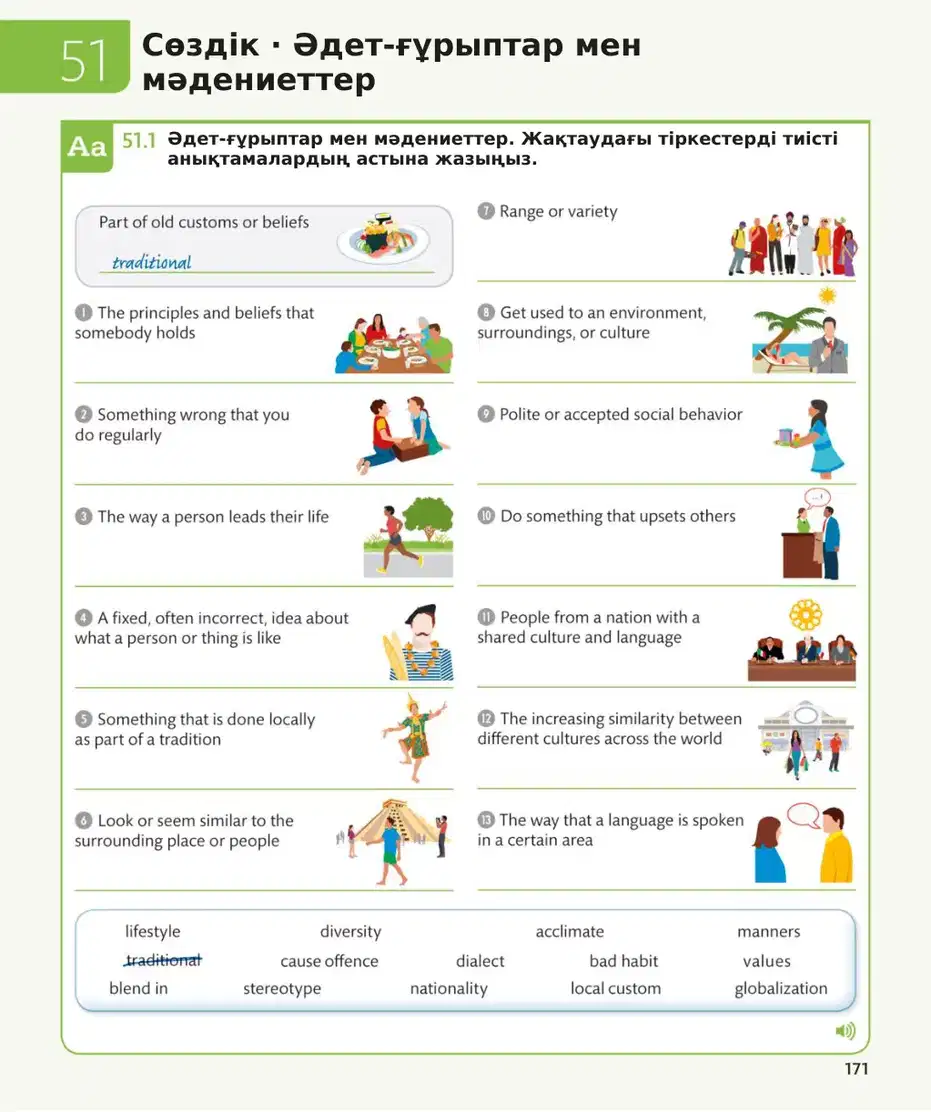 51
Сөздік · Әдет-ғұрыптар мен
мәдениеттер
Aa
51.1 Әдет-ғұрыптар мен мәдениеттер. Жақтаудағы тіркестерді тиісті
анықтамалардың астына жазыңыз.
Part of old customs or beliefs
traditional
1 The principles and beliefs that
somebody holds
2 Something wrong that you
do regularly
3 The way a person leads their life
4 A fixed, often incorrect, idea about
what a person or thing is like
5 Something that is done locally
as part of a tradition
6 Look or seem similar to the
surrounding place or people
7 Range or variety
8 Get used to an environment,
surroundings, or culture
9 Polite or accepted social behavior
10 Do something that upsets others
...!
11 People from a nation with a
shared culture and language
12 The increasing similarity between
different cultures across the world
13 The way that a language is spoken
in a certain area
lifestyle diversity acclimate manners
traditional cause offence dialect bad habit values
blend in stereotype nationality local custom globalization
171